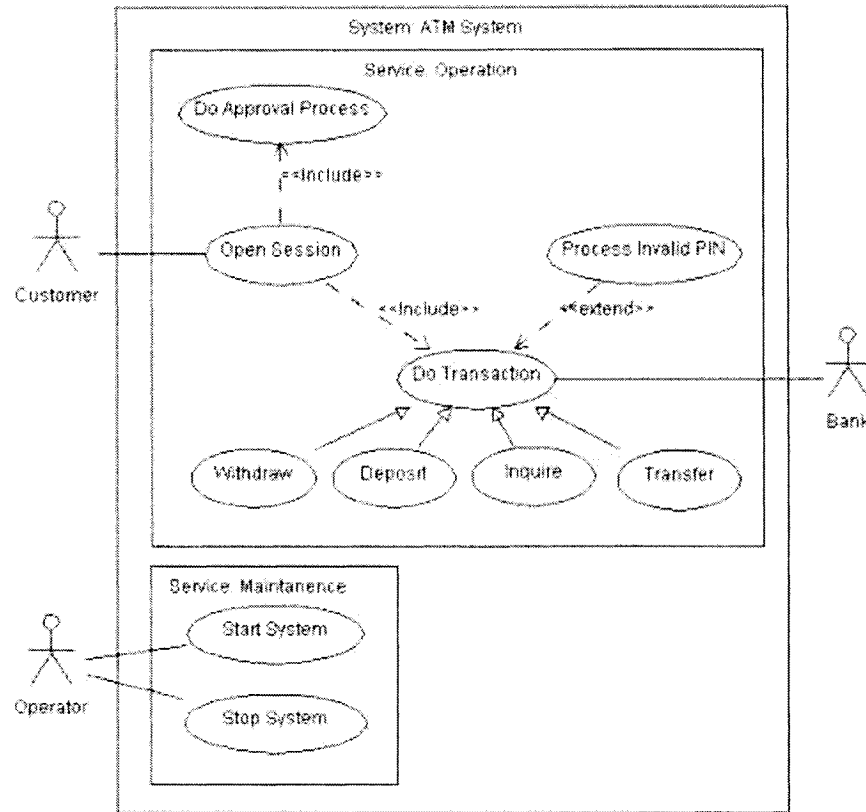 System: ATM System
Service: Operation
Do Approval Process
<<Include>>
Open Session
Process Invalid PIN
Customer
<<Include>>
<<extend>>
Do Transaction
Bank
Withdraw
Deposit
Inquire
Transfer
Service: Maintanence
Start System
Operator
Stop System